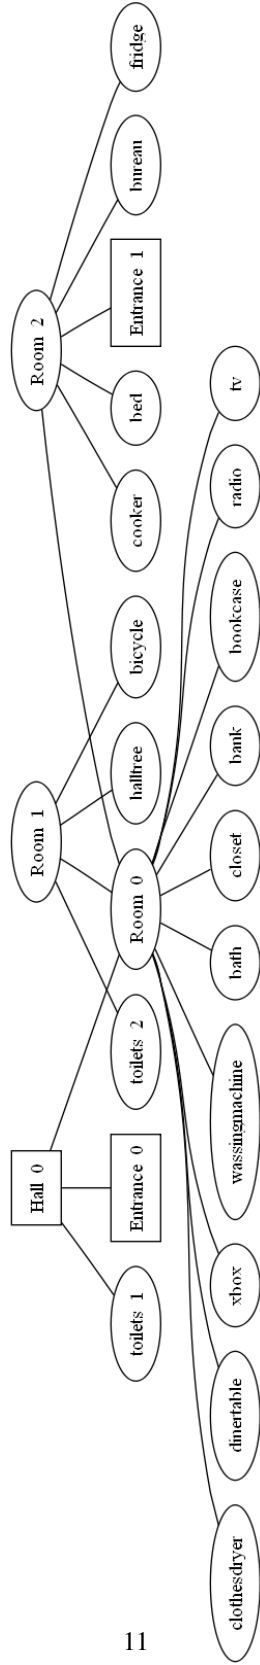 Hall 0
Room 1
Room 2
toilets 1
Entrance 0
toilets 2
Room 0
halltree
bicycle
cooker
bed
Entrance 1
bureau
fridge
clothesdryer
dinertable
xbox
wassingmachine
bath
closet
bank
bookcase
radio
tv
11